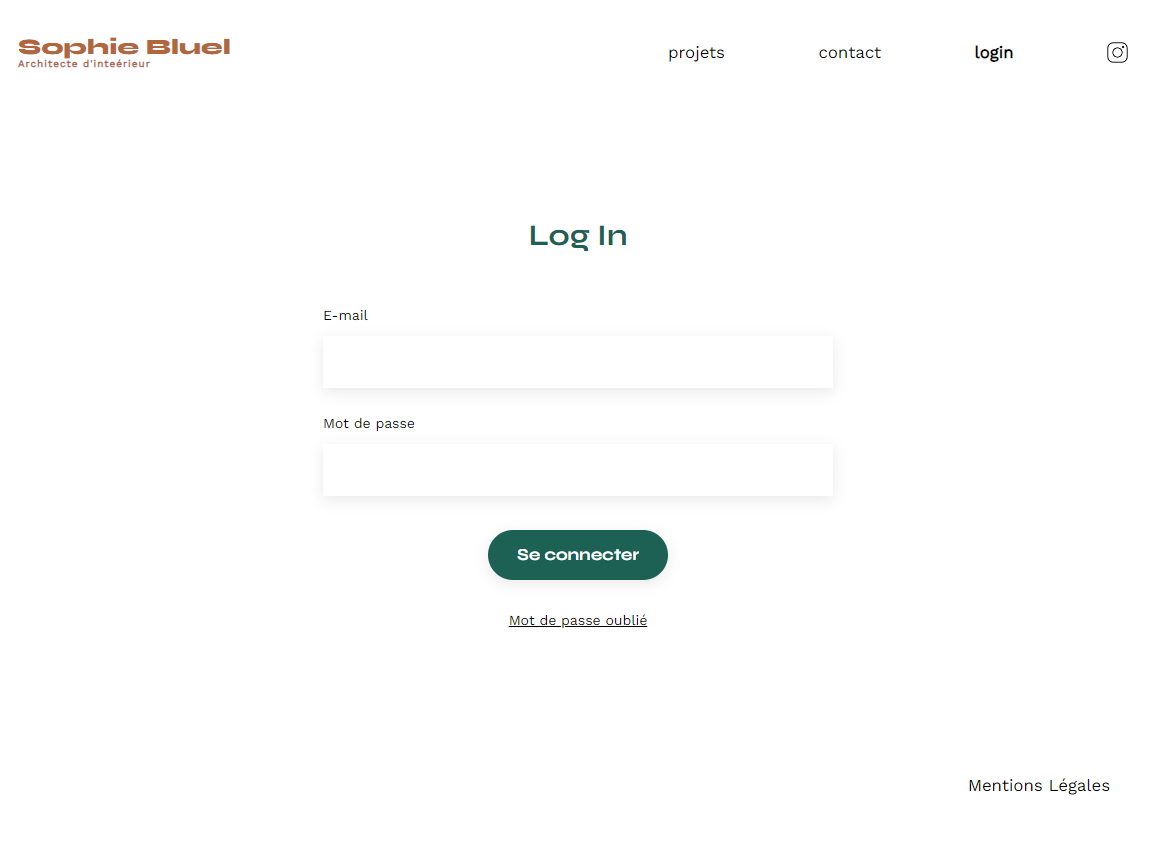 Sophie Bluel
Architecte d'inteérieur
projets
contact
login
Log In
E-mail
Mot de passe
Se connecter
Mot de passe oublié
Mentions Légales